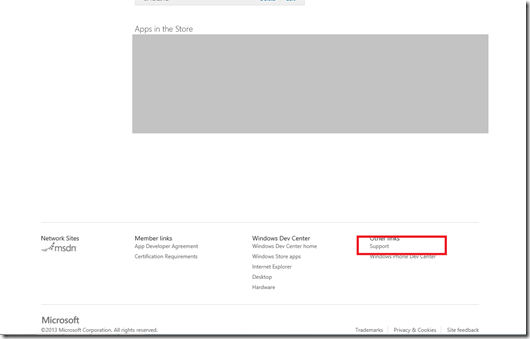 Apps in the Store
Network Sites
msdn
Member links
App Developer Agreement
Certification Requirements
Windows Dev Center
Windows Dev Center home
Windows Store apps
Internet Explorer
Desktop
Hardware
Other links
Support
Windows Phone Dev Center
Microsoft
©2013 Microsoft Corporation. All rights reserved.
Trademarks
Privacy & Cookies
Site feedback